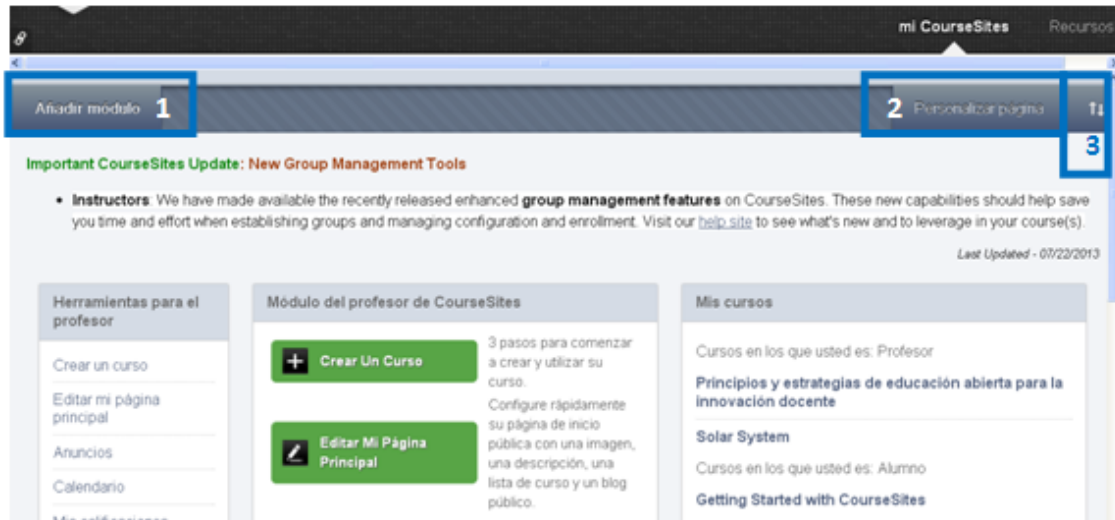 mi CourseSites Recursos
Añadir módulo 1 2 Personalizar página
3
Important CourseSites Update: New Group Management Tools
• Instructors: We have made available the recently released enhanced group management features on CourseSites. These new capabilities should help save
you time and effort when establishing groups and managing configuration and enrollment. Visit our help site to see what's new and to leverage in your course(s).
Last Updated - 07/22/2013
Herramientas para el
profesor
Crear un curso
Editar mi página
principal
Anuncios
Calendario
Mis calificaciones
Módulo del profesor de CourseSites
Crear Un Curso
3 pasos para comenzar
a crear y utilizar su
curso.
Editar Mi Página
Principal
Configure rápidamente
su página de inicio
pública con una imagen,
una descripción, una
lista de curso y un blog
público.
Mis cursos
Cursos en los que usted es: Profesor
Principios y estrategias de educación abierta para la
innovación docente
Solar System
Cursos en los que usted es: Alumno
Getting Started with CourseSites